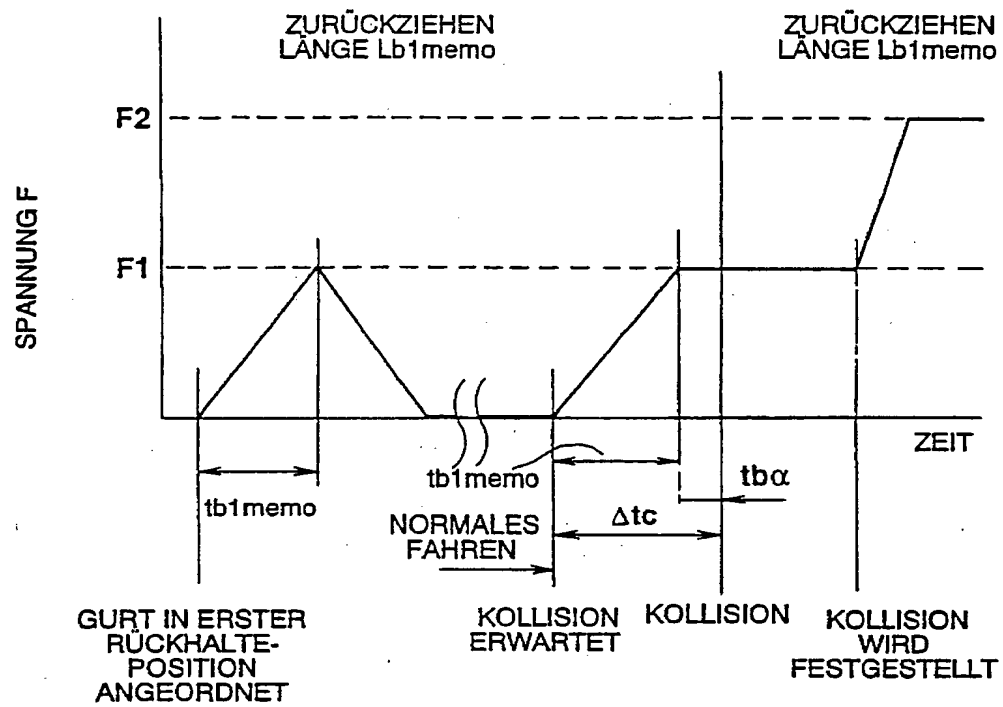 ZURÜCKZIEHEN
LÄNGE Lb1memo
ZURÜCKZIEHEN
LÄNGE Lb1memo
F2
SPANNUNG F
F1
ZEIT
tb1memo
tb1memo
tbα
NORMALES
FAHREN
Δtc
GURT IN ERSTER
RÜCKHALTE-
POSITION
ANGEORDNET
KOLLISION
ERWARTET
KOLLISION
KOLLISION
WIRD
FESTGESTELLT